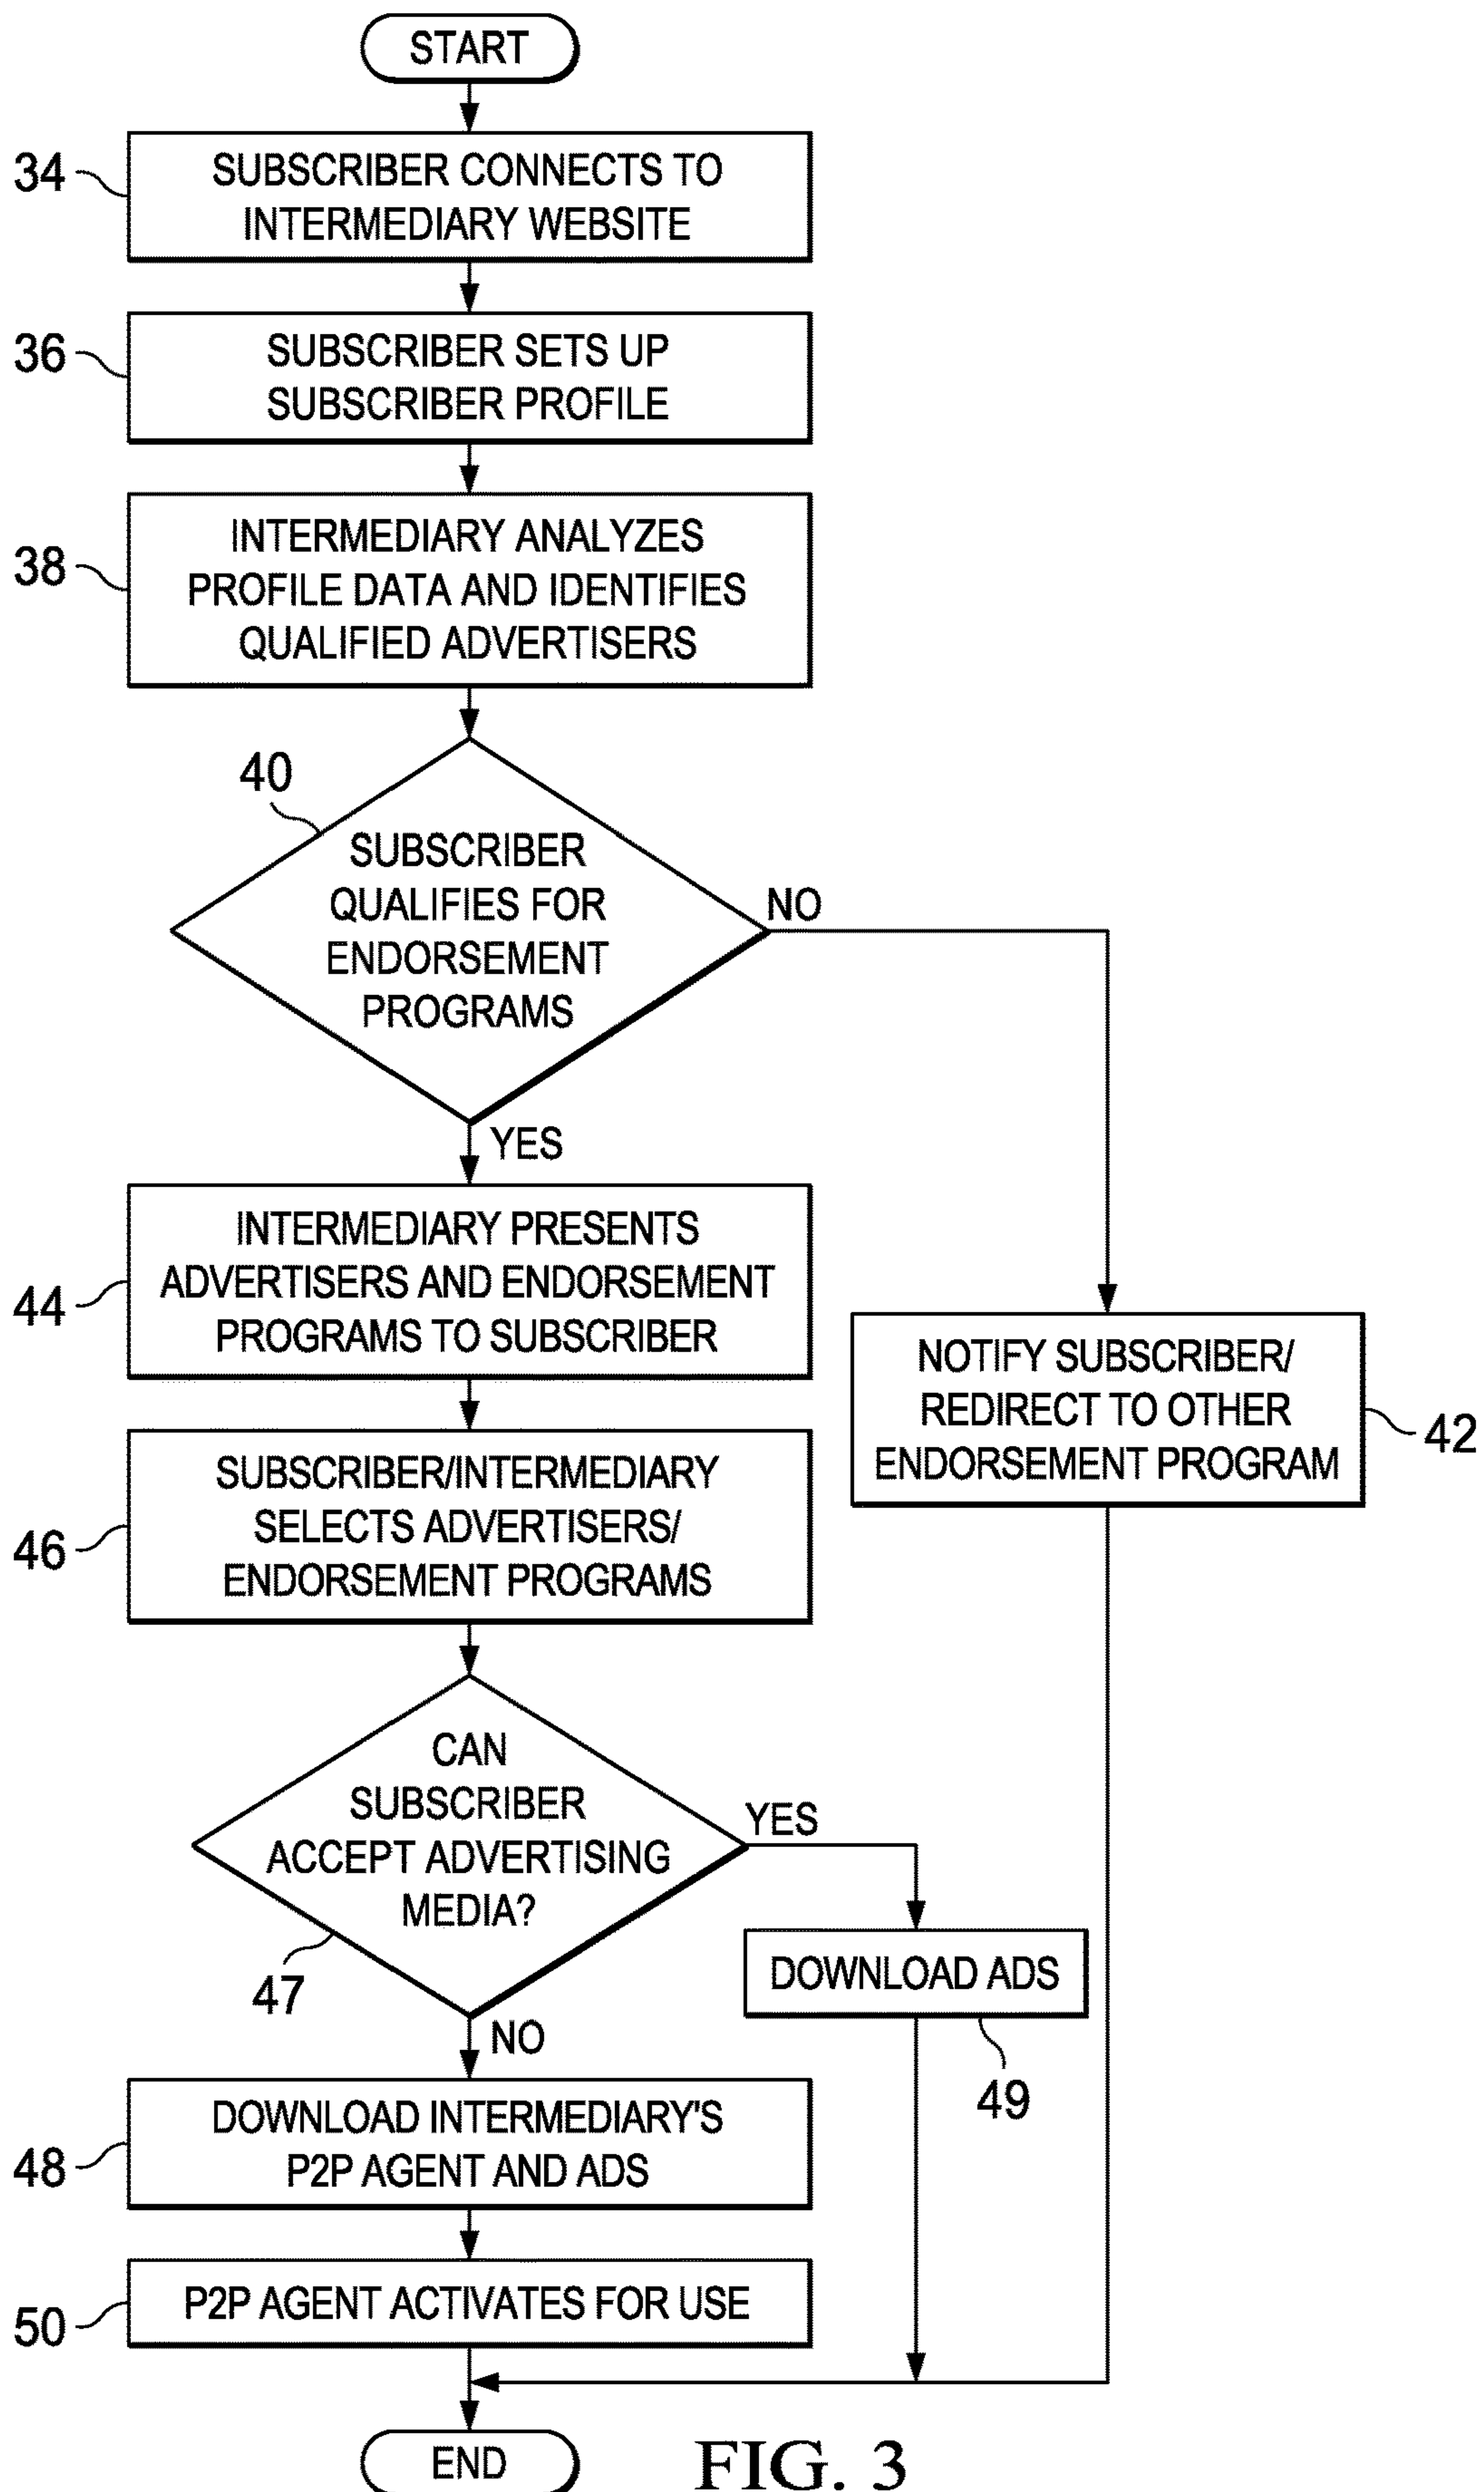 START
34
SUBSCRIBER CONNECTS TO
INTERMEDIARY WEBSITE
36
SUBSCRIBER SETS UP
SUBSCRIBER PROFILE
38
INTERMEDIARY ANALYZES
PROFILE DATA AND IDENTIFIES
QUALIFIED ADVERTISERS
40
SUBSCRIBER
QUALIFIES FOR
ENDORSEMENT
PROGRAMS
NO
YES
44
INTERMEDIARY PRESENTS
ADVERTISERS AND ENDORSEMENT
PROGRAMS TO SUBSCRIBER
NOTIFY SUBSCRIBER/
REDIRECT TO OTHER
ENDORSEMENT PROGRAM
42
46
SUBSCRIBER/INTERMEDIARY
SELECTS ADVERTISERS/
ENDORSEMENT PROGRAMS
CAN
SUBSCRIBER
ACCEPT ADVERTISING
MEDIA?
YES
47
NO
DOWNLOAD ADS
49
48
DOWNLOAD INTERMEDIARY'S
P2P AGENT AND ADS
50
P2P AGENT ACTIVATES FOR USE
END
FIG. 3